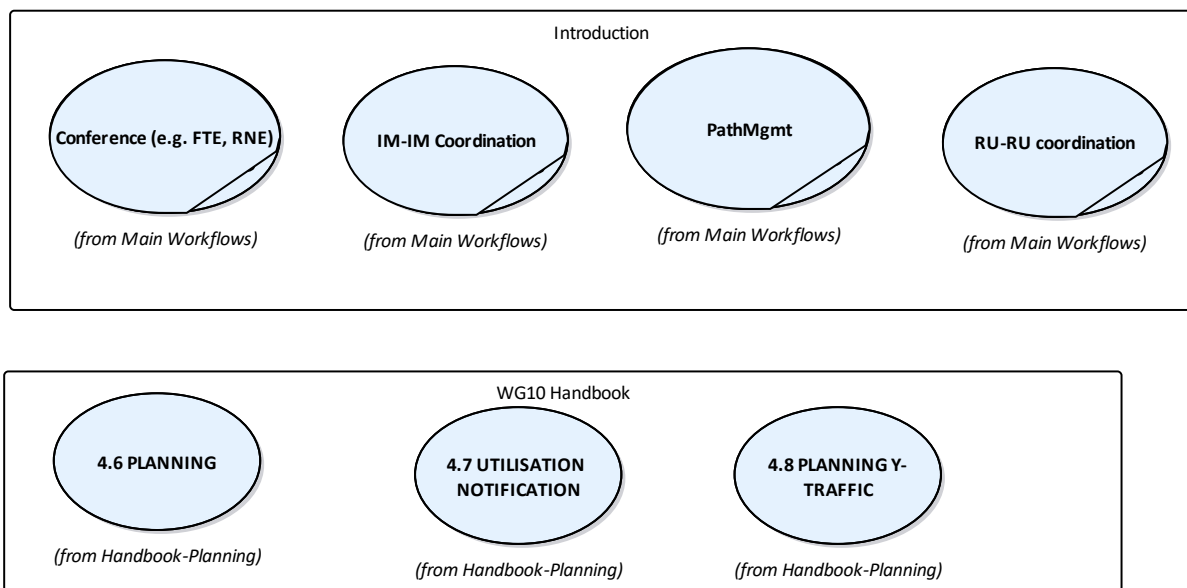 Introduction
Conference (e.g. FTE, RNE)
IM-IM Coordination
PathMgmt
RU-RU coordination
(from Main Workflows)
(from Main Workflows)
(from Main Workflows)
(from Main Workflows)
WG10 Handbook
4.6 PLANNING
4.7 UTILISATION
NOTIFICATION
4.8 PLANNING Y-
TRAFFIC
(from Handbook-Planning)
(from Handbook-Planning)
(from Handbook-Planning)